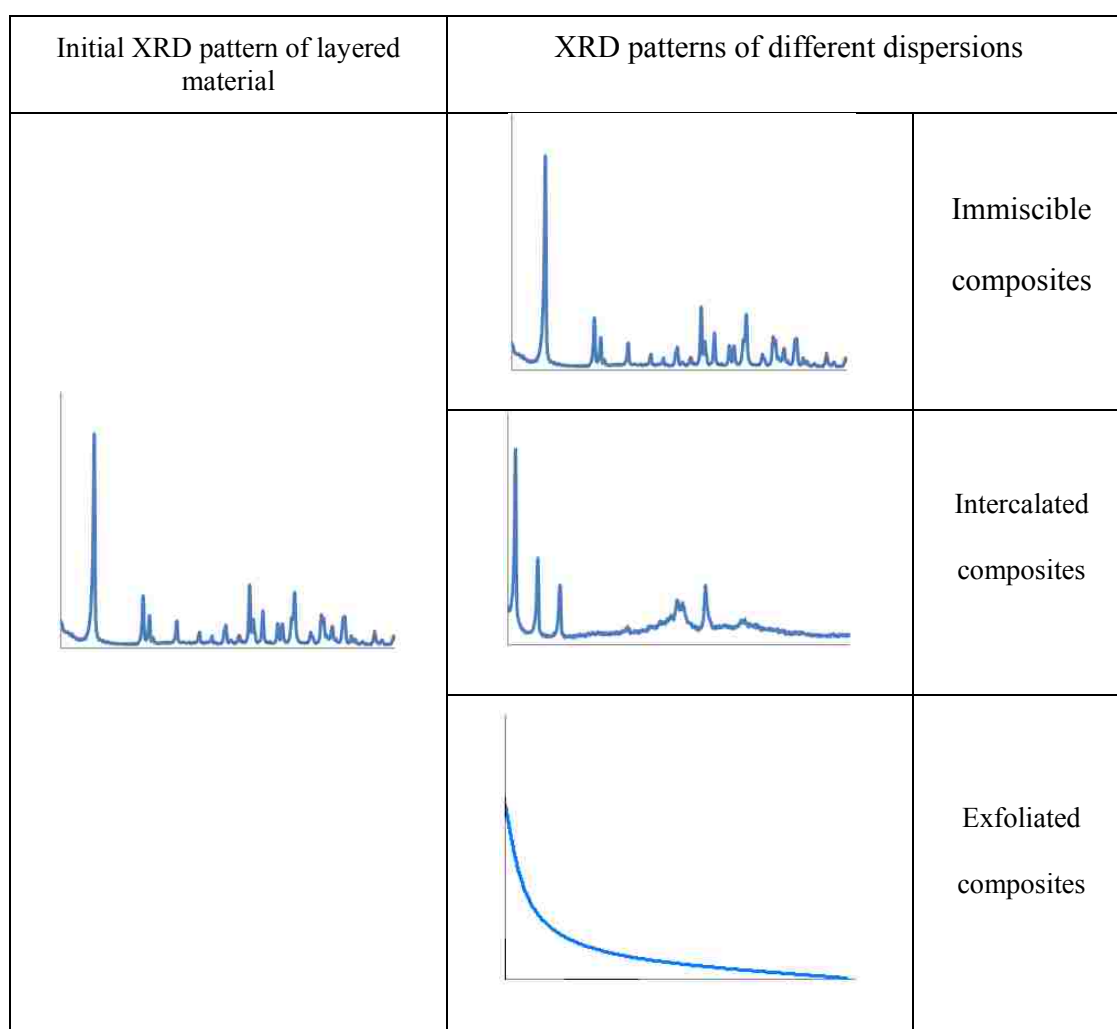 Initial XRD pattern of layered
material
XRD patterns of different dispersions
Immiscible
composites
Intercalated
composites
Exfoliated
composites